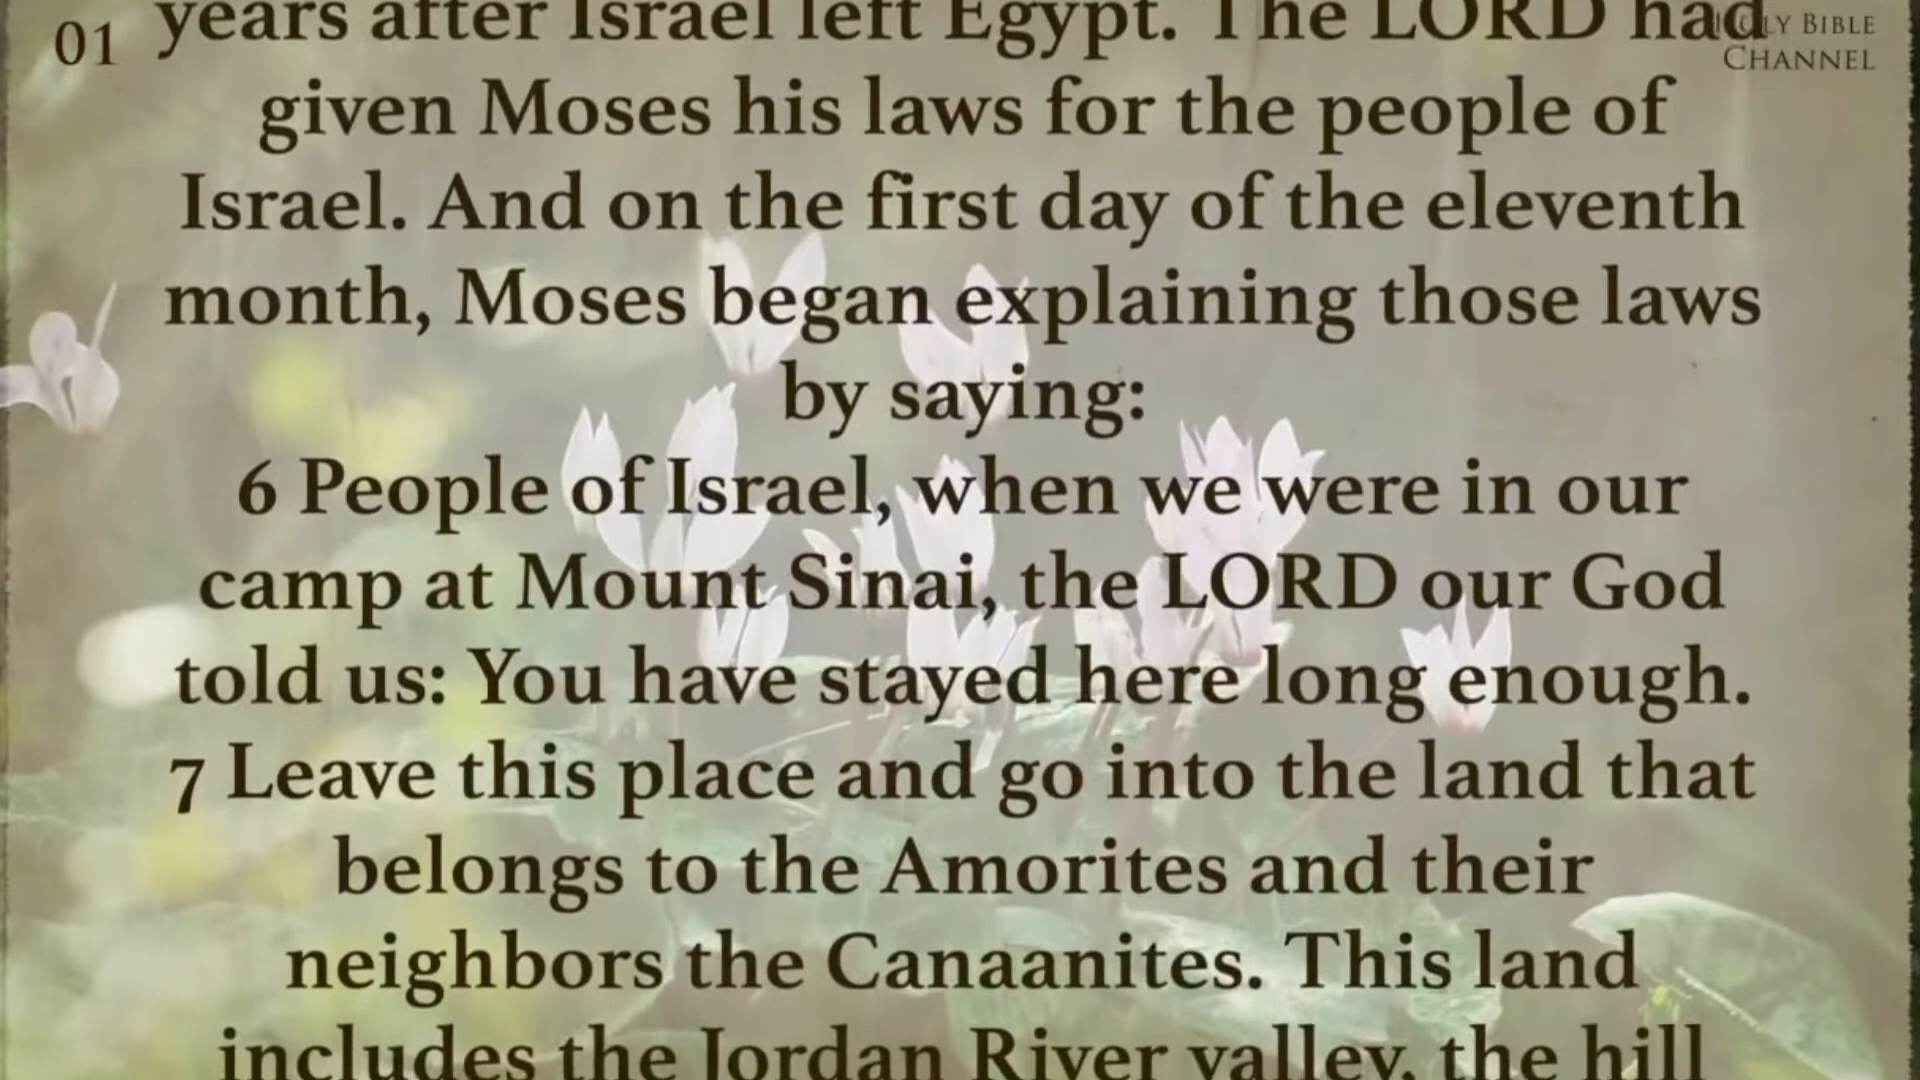 01
years after Israel left Egypt. The LORD had
HOLY BIBLE
CHANNEL
given Moses his laws for the people of
Israel. And on the first day of the eleventh
month, Moses began explaining those laws
by saying:
6 People of Israel, when we were in our
camp at Mount Sinai, the LORD our God
told us: You have stayed here long enough.
7 Leave this place and go into the land that
belongs to the Amorites and their
neighbors the Canaanites. This land
includes the Jordan River valley, the hill